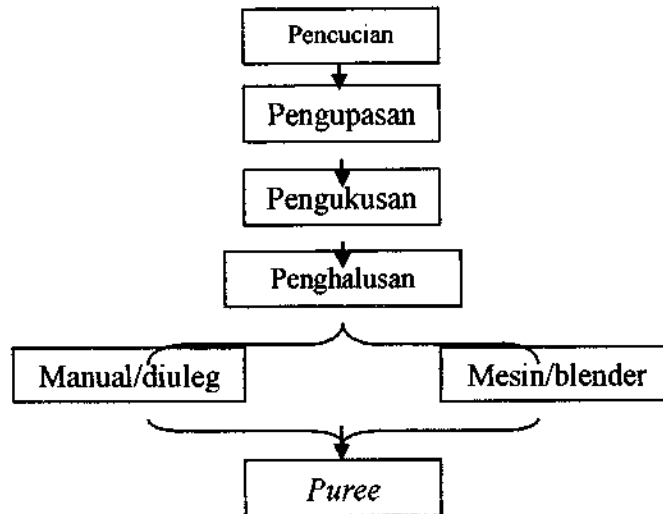 Pencucian
Pengupasan
Pengukusan
Penghalusan
Manual/diuleg
Mesin/blender
Puree